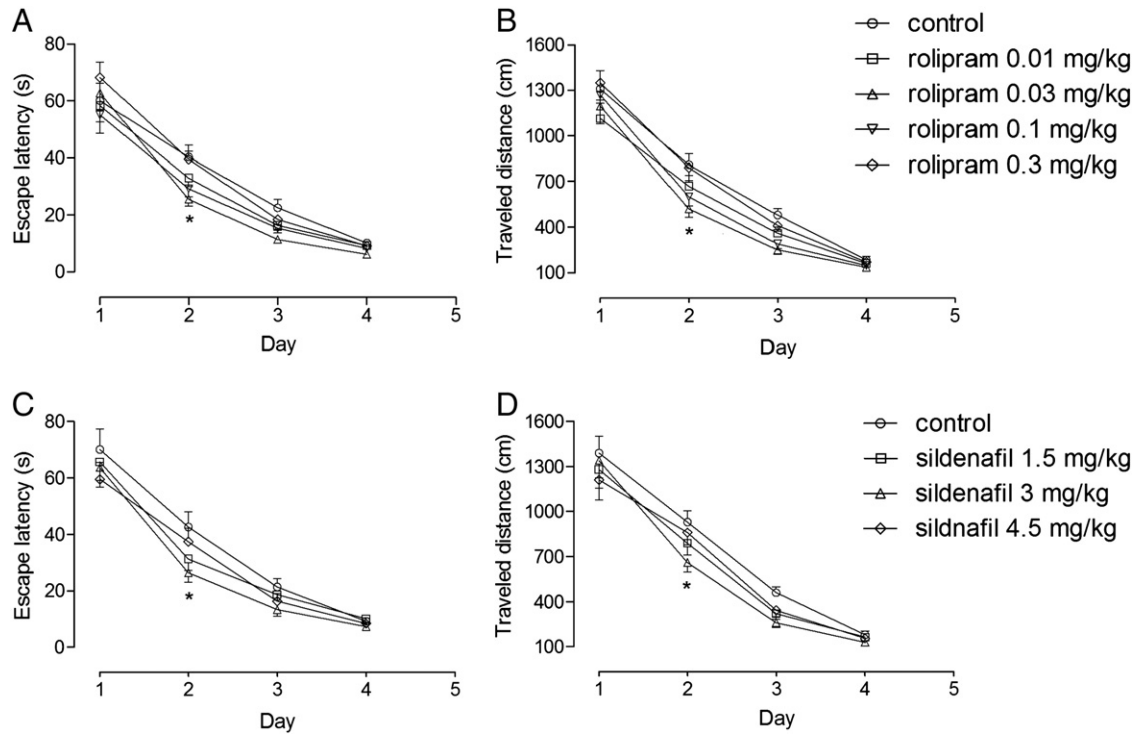 A
Escape latency (s)
80
60
40
20
0
*
1 2 3 4 5
Day
B
Traveled distance (cm)
1600
1300
1000
700
400
100
*
1 2 3 4 5
Day
control
rolipram 0.01 mg/kg
rolipram 0.03 mg/kg
rolipram 0.1 mg/kg
rolipram 0.3 mg/kg
C
Escape latency (s)
80
60
40
20
0
*
1 2 3 4 5
Day
D
Traveled distance (cm)
1600
1300
1000
700
400
100
*
1 2 3 4 5
Day
control
sildenafil 1.5 mg/kg
sildenafil 3 mg/kg
sildnafil 4.5 mg/kg